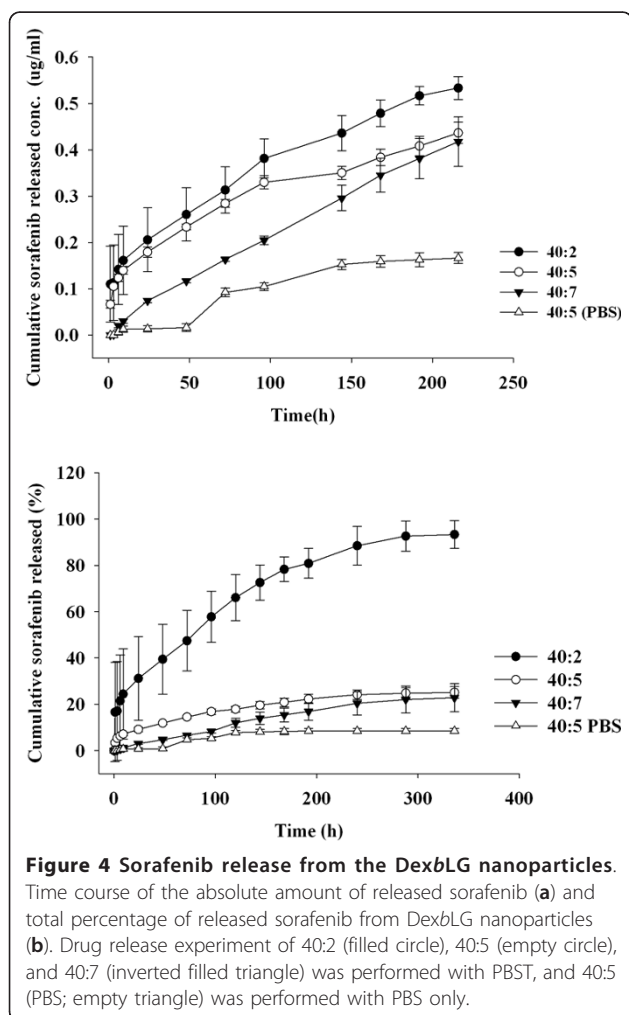 Cumulative sorafenib released conc. (ug/ml)
0.6
0.5
0.4
0.3
0.2
0.1
0.0
40:2
40:5
40:7
40:5 (PBS)
0 50 100 150 200 250
Time(h)
Cumulative sorafenib released (%)
120
100
80
60
40
20
0
40:2
40:5
40:7
40:5 PBS
0 100 200 300 400
Time (h)
Figure 4 Sorafenib release from the DexbLG nanoparticles.
Time course of the absolute amount of released sorafenib (a) and
total percentage of released sorafenib from DexbLG nanoparticles
(b). Drug release experiment of 40:2 (filled circle), 40:5 (empty circle),
and 40:7 (inverted filled triangle) was performed with PBST, and 40:5
(PBS; empty triangle) was performed with PBS only.